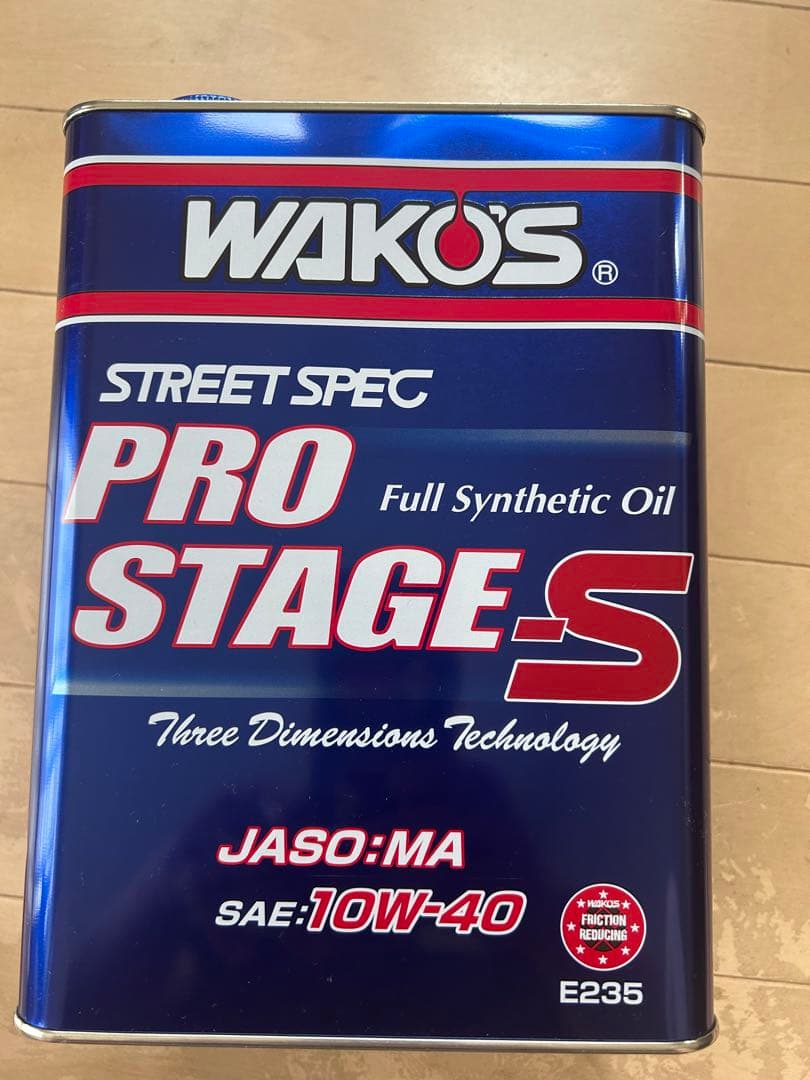 WAKO'S®
STREET SPEC
PRO
Full Synthetic Oil
STAGE-S
Three Dimensions Technology
JASO:MA
SAE:10W-40
WAKO'S
FRICTION
REDUCING
E235